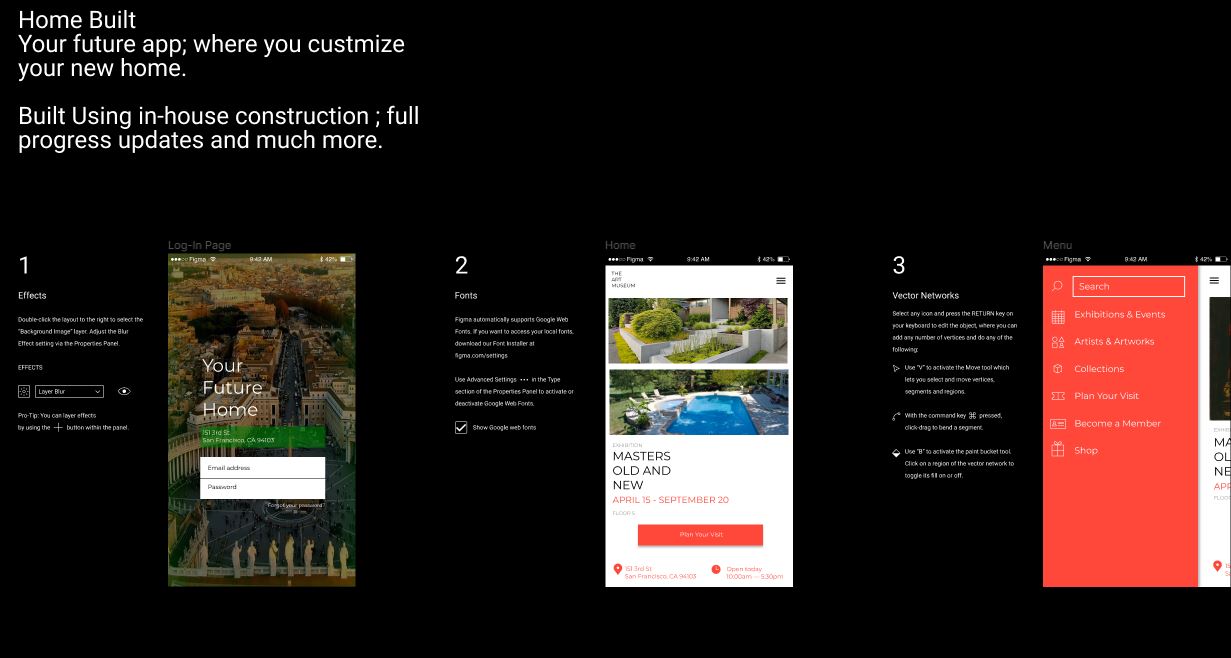 Home Built
Your future app; where you custmize
your new home.
Built Using in-house construction ; full
progress updates and much more.
1
Effects
Double-click the layout to the right to select the
"Background Image" layer. Adjust the Blur
Effect setting via the Properties Panel.
EFFECTS
Layer Blur
Pro-Tip: You can layer effects
by using the + button within the panel.
Log-In Page
Figma
9:42 AM
42%
Your
Future
Home
151 3rd St
San Francisco, CA 94103
Email address
Password
Forgot your password?
2
Fonts
Figma automatically supports Google Web
Fonts. If you want to access your local fonts,
download our Font Installer at
figma.com/settings
Use Advanced Settings ••• in the Type
section of the Properties Panel to activate or
deactivate Google Web Fonts.
Show Google web fonts
Home
Figma
9:42 AM
42%
THE
ART
MUSEUM
EXHIBITION
MASTERS
OLD AND
NEW
APRIL 15 - SEPTEMBER 20
FLOOR 5
Plan Your Visit
151 3rd St
San Francisco, CA 94103
Open today
10:00am — 5:30pm
3
Vector Networks
Select any icon and press the RETURN key on
your keyboard to edit the object, where you can
add any number of vertices and do any of the
following:
Use "V" to activate the Move tool which
lets you select and move vertices,
segments and regions.
With the command key ⌘ pressed,
click-drag to bend a segment.
Use "B" to activate the paint bucket tool.
Click on a region of the vector network to
toggle its fill on or off.
Menu
Figma
9:42 AM
42%
Search
Exhibitions & Events
Artists & Artworks
Collections
Plan Your Visit
Become a Member
Shop
EXHIB
MA
OL
NE
APR
FLOO